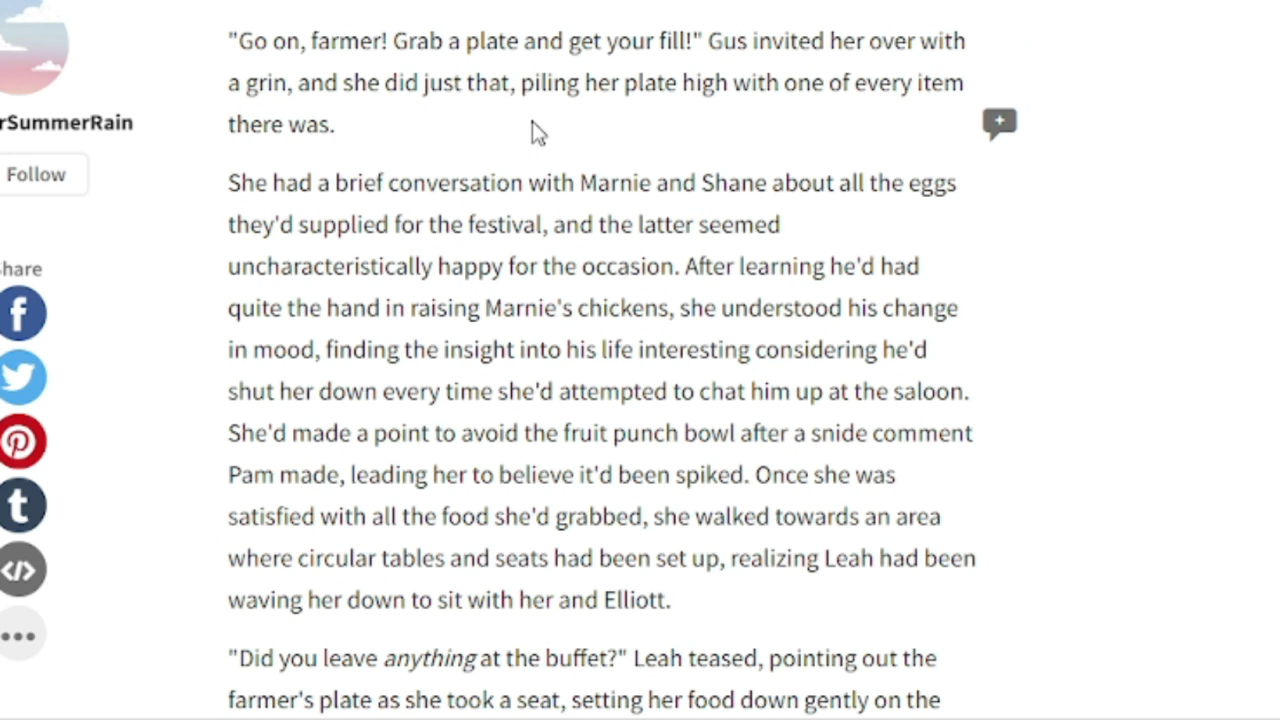 "Go on, farmer! Grab a plate and get your fill!" Gus invited her over with
a grin, and she did just that, piling her plate high with one of every item
there was.
rSummerRain
Follow
She had a brief conversation with Marnie and Shane about all the eggs
they'd supplied for the festival, and the latter seemed
uncharacteristically happy for the occasion. After learning he'd had
quite the hand in raising Marnie's chickens, she understood his change
in mood, finding the insight into his life interesting considering he'd
shut her down every time she'd attempted to chat him up at the saloon.
She'd made a point to avoid the fruit punch bowl after a snide comment
Pam made, leading her to believe it'd been spiked. Once she was
satisfied with all the food she'd grabbed, she walked towards an area
where circular tables and seats had been set up, realizing Leah had been
waving her down to sit with her and Elliott.
hare
"Did you leave anything at the buffet?" Leah teased, pointing out the
farmer's plate as she took a seat, setting her food down gently on the